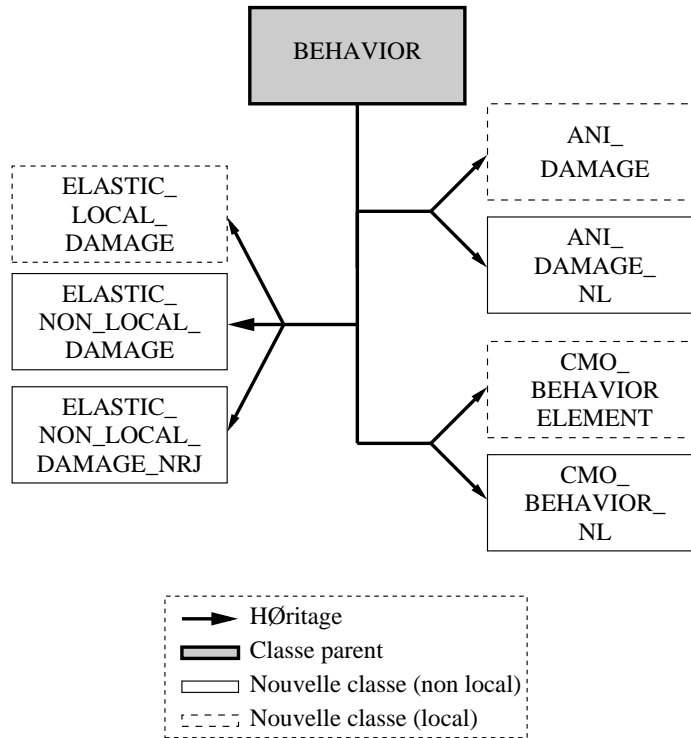 BEHAVIOR
ELASTIC_
LOCAL_
DAMAGE
ELASTIC_
NON_LOCAL_
DAMAGE
ELASTIC_
NON_LOCAL_
DAMAGE_NRJ
ANI_
DAMAGE
ANI_
DAMAGE_
NL
CMO_
BEHAVIOR
ELEMENT
CMO_
BEHAVIOR_
NL
HØritage
Classe parent
Nouvelle classe (non local)
Nouvelle classe (local)